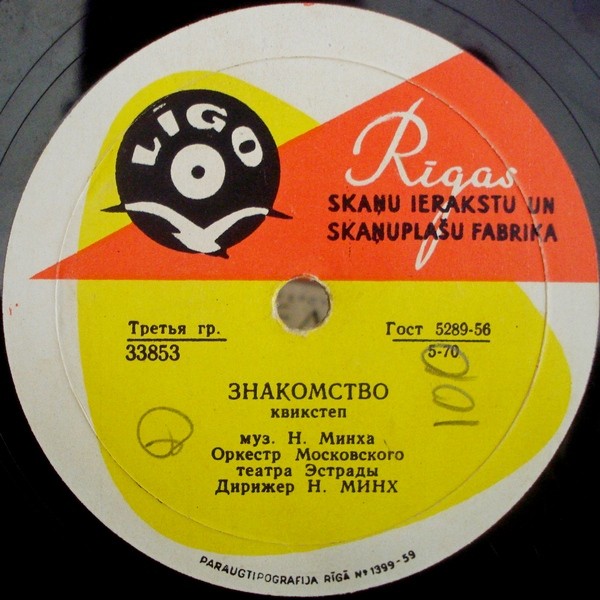 LĪGO
Rīgas
SKAŅU IERAKSTU UN
SKAŅUPLAŠU FABRIKA
Третья гр.
33853
Гост 5289-56
5-70
100
ЗНАКОМСТВО
квикстеп
муз. Н. Минха
Оркестр Московского
театра Эстрады
Дирижер Н. МИНХ
PARAUGTIPOGRAFIJA RĪGĀ № 1399-59